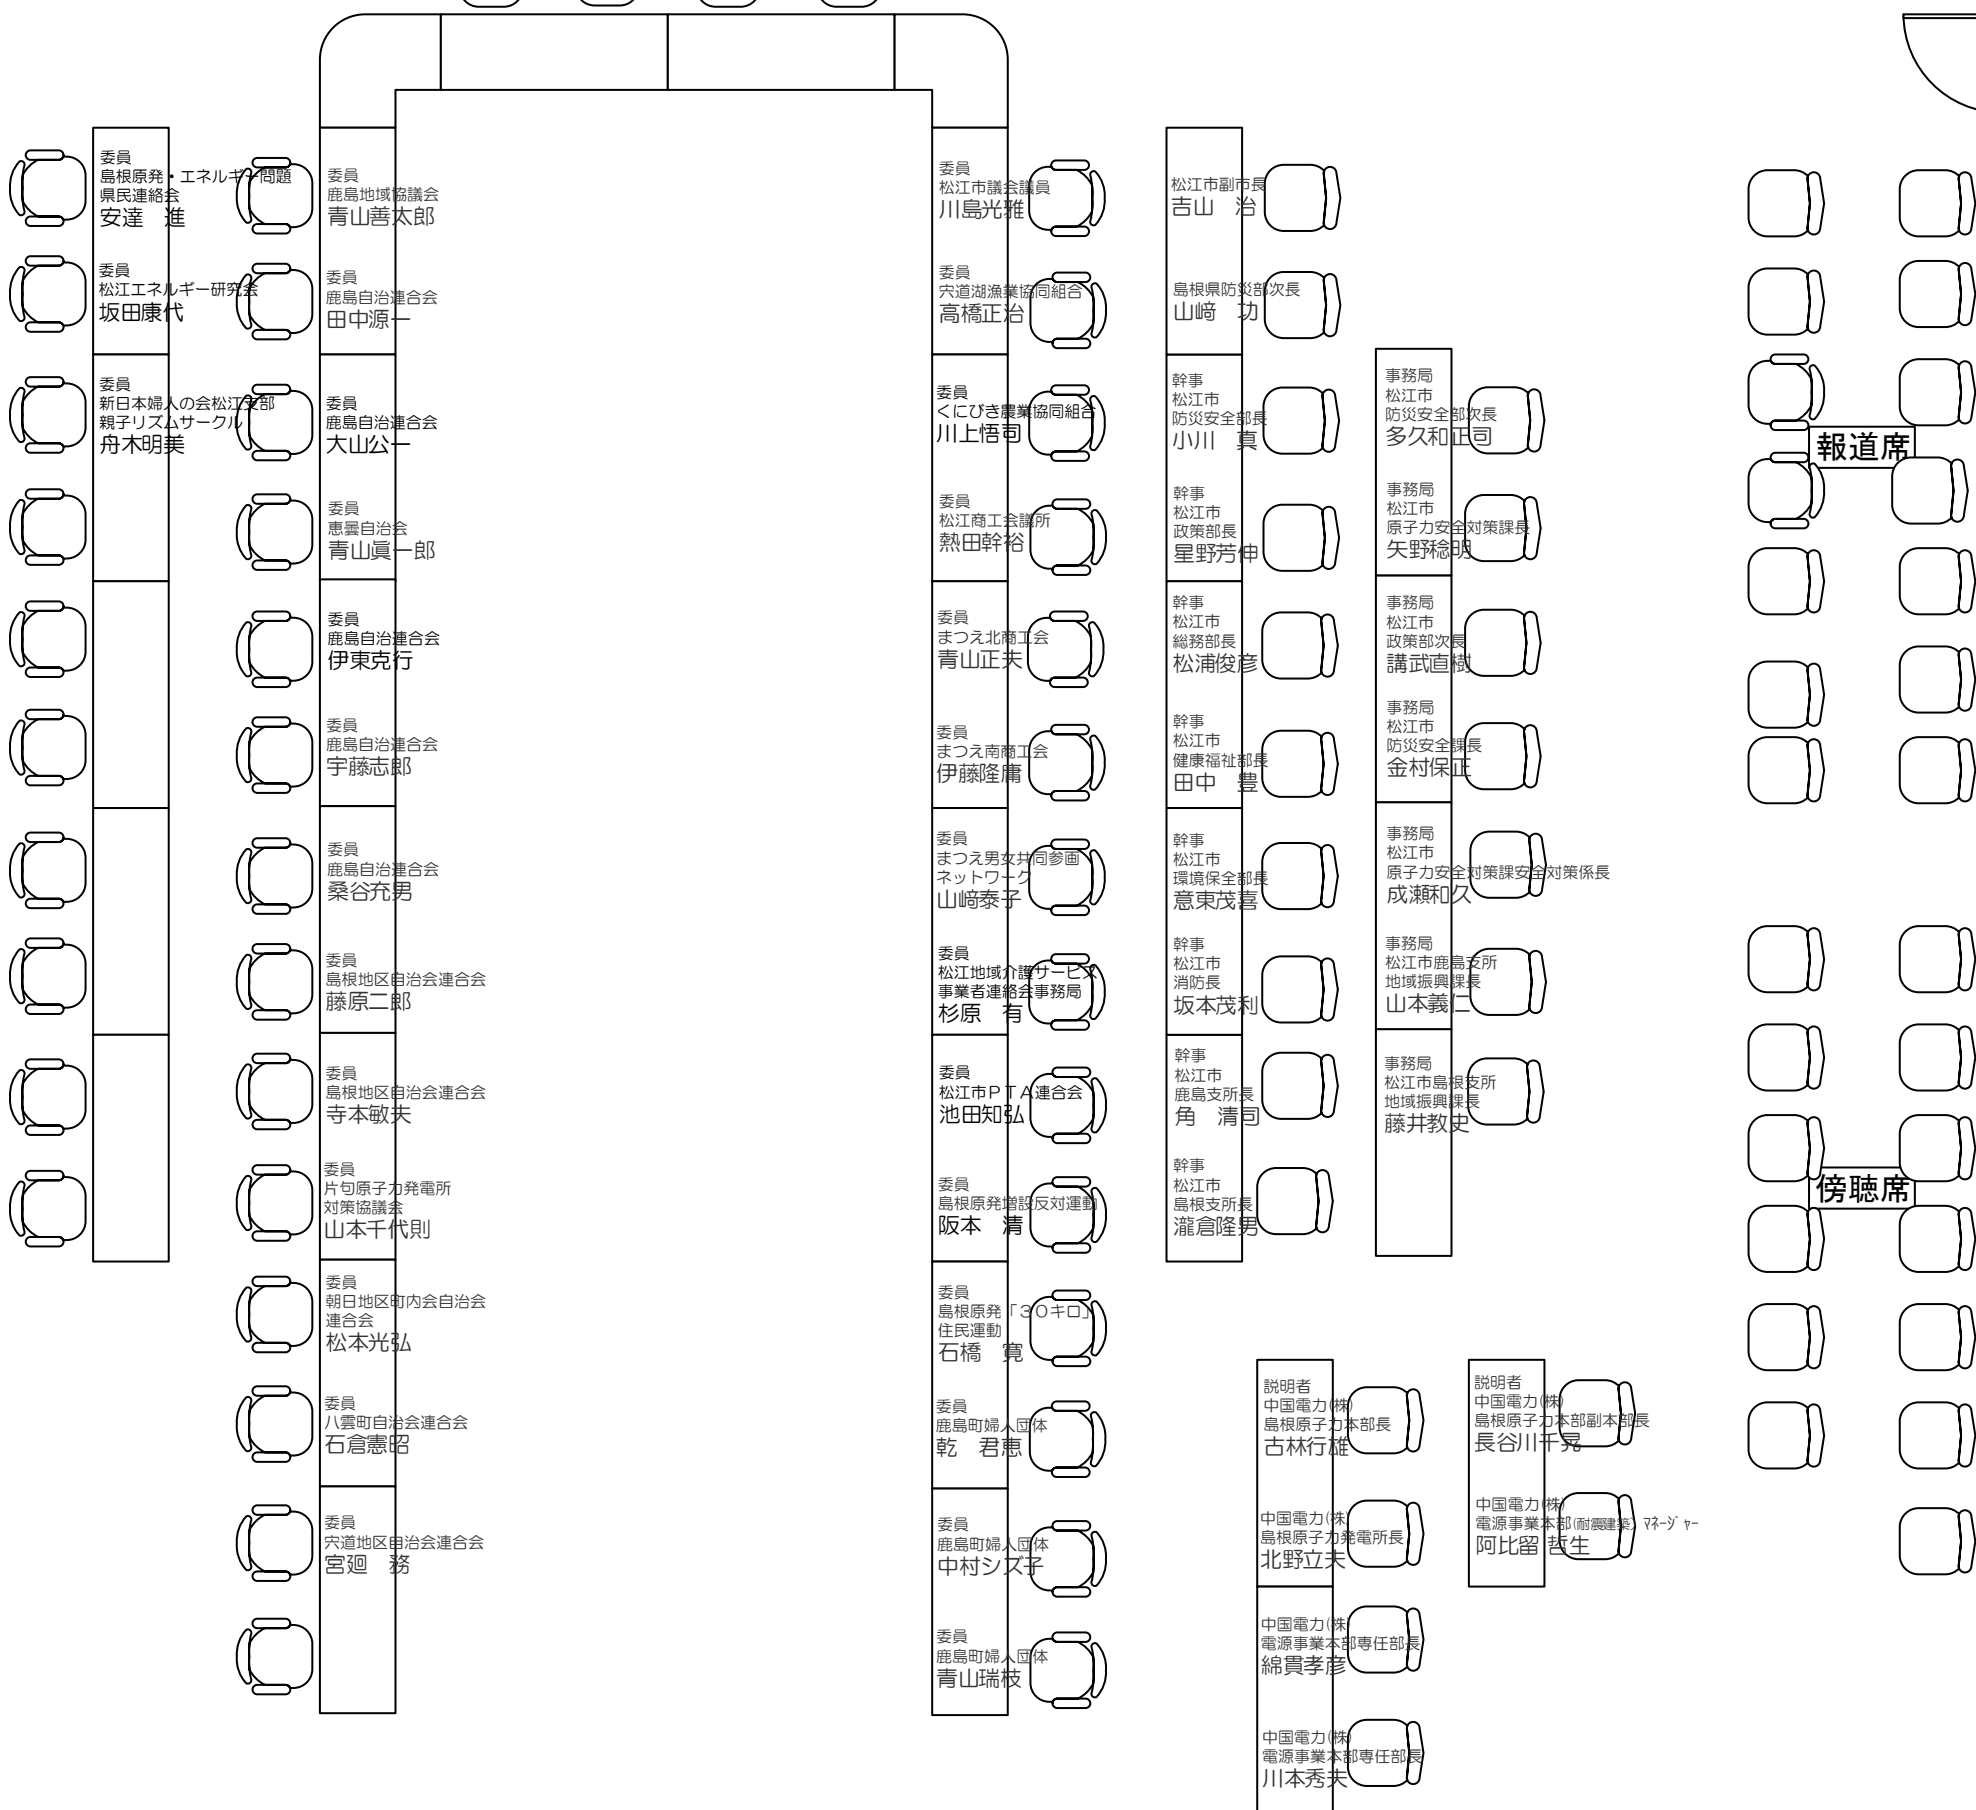 委員
島根原発・エネルギー問題
県民連絡会
安達　進
委員
松江エネルギー研究会
坂田康代
委員
新日本婦人の会松江支部
親子リズムサークル
舟木明美
委員
鹿島地域協議会
青山善太郎
委員
鹿島自治連合会
田中源一
委員
鹿島自治連合会
大山公一
委員
恵曇自治会
青山眞一郎
委員
鹿島自治連合会
伊東克行
委員
鹿島自治連合会
宇藤志郎
委員
鹿島自治連合会
桑谷充男
委員
島根地区自治会連合会
藤原二郎
委員
島根地区自治会連合会
寺本敏夫
委員
片句原子力発電所
対策協議会
山本千代則
委員
朝日地区町内会自治会
連合会
松本光弘
委員
八雲町自治会連合会
石倉憲昭
委員
宍道地区自治会連合会
宮廻　務
委員
松江市議会議員
川島光雅
委員
宍道湖漁業協同組合
高橋正治
委員
くにびき農業協同組合
川上悟司
委員
松江商工会議所
熱田幹裕
委員
まつえ北商工会
青山正夫
委員
まつえ南商工会
伊藤隆庸
委員
まつえ男女共同参画
ネットワーク
山﨑泰子
委員
松江地域介護サービス
事業者連絡会事務局
杉原　有
委員
松江市ＰＴＡ連合会
池田知弘
委員
島根原発増設反対運動
阪本　清
委員
島根原発「３０キロ」
住民運動
石橋　寛
委員
鹿島町婦人団体
乾　君恵
委員
鹿島町婦人団体
中村シズ子
委員
鹿島町婦人団体
青山瑞枝
松江市副市長
吉山　治
島根県防災部次長
山﨑　功
幹事
松江市
防災安全部長
小川　真
幹事
松江市
政策部長
星野芳伸
幹事
松江市
総務部長
松浦俊彦
幹事
松江市
健康福祉部長
田中　豊
幹事
松江市
環境保全部長
意東茂喜
幹事
松江市
消防長
坂本茂利
幹事
松江市
鹿島支所長
角　清司
幹事
松江市
島根支所長
瀧倉隆男
事務局
松江市
防災安全部次長
多久和正司
事務局
松江市
原子力安全対策課長
矢野稔明
事務局
松江市
政策部次長
講武直樹
事務局
松江市
防災安全課長
金村保正
事務局
松江市
原子力安全対策課安全対策係長
成瀬和久
事務局
松江市鹿島支所
地域振興課長
山本義仁
事務局
松江市島根支所
地域振興課長
藤井教史
説明者
中国電力㈱
島根原子力本部長
古林行雄
中国電力㈱
島根原子力発電所長
北野立夫
中国電力㈱
電源事業本部専任部長
綿貫孝彦
中国電力㈱
電源事業本部専任部長
川本秀夫
説明者
中国電力㈱
島根原子力本部副本部長
長谷川千晃
中国電力㈱
電源事業本部(耐震建築) ﾏﾈｰｼﾞｬｰ
阿比留 哲生
報道席
傍聴席